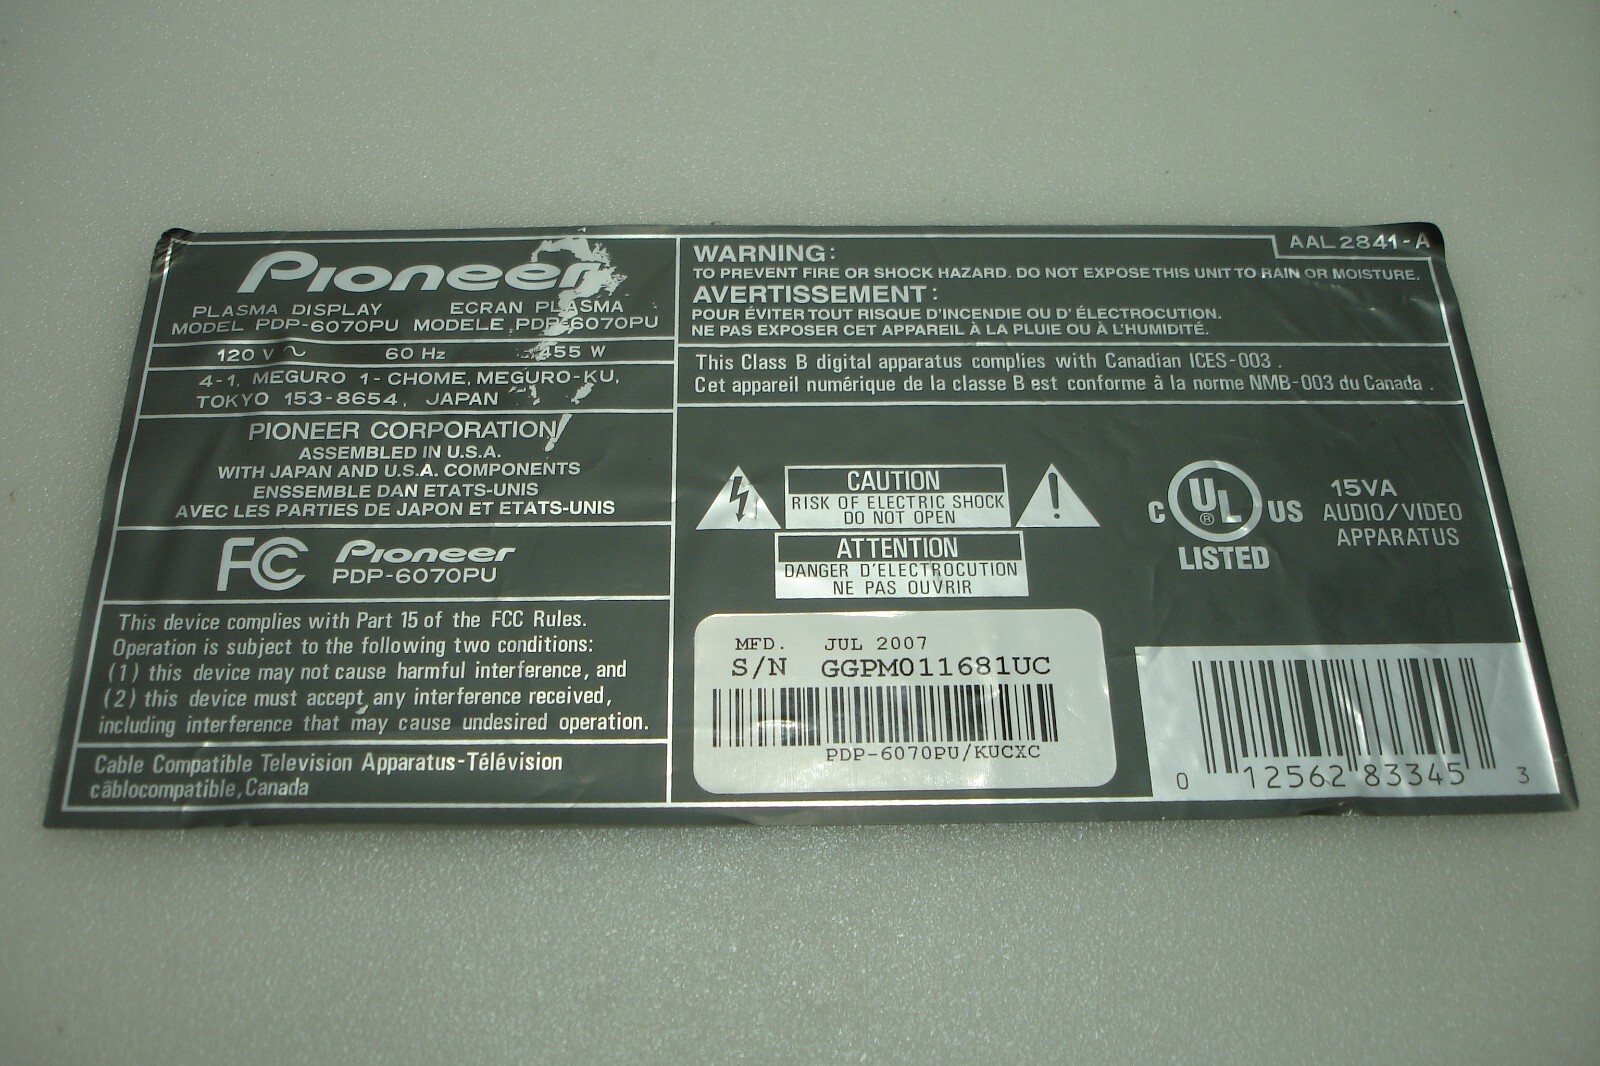 Pioneer
PLASMA DISPLAY ECRAN PLASMA
MODEL PDP-6070PU MODELE PDP-6070PU
120 V ∿ 60 Hz 455 W
4-1, MEGURO 1-CHOME, MEGURO-KU,
TOKYO 153-8654, JAPAN
PIONEER CORPORATION
ASSEMBLED IN U.S.A.
WITH JAPAN AND U.S.A. COMPONENTS
ENSSEMBLE DAN ETATS-UNIS
AVEC LES PARTIES DE JAPON ET ETATS-UNIS
FC Pioneer
PDP-6070PU
This device complies with Part 15 of the FCC Rules.
Operation is subject to the following two conditions:
(1) this device may not cause harmful interference, and
(2) this device must accept any interference received,
including interference that may cause undesired operation.
Cable Compatible Television Apparatus-Télévision
câblocompatible, Canada
AAL2841-A
WARNING:
TO PREVENT FIRE OR SHOCK HAZARD. DO NOT EXPOSE THIS UNIT TO RAIN OR MOISTURE.
AVERTISSEMENT:
POUR ÉVITER TOUT RISQUE D'INCENDIE OU D'ÉLECTROCUTION.
NE PAS EXPOSER CET APPAREIL À LA PLUIE OU À L'HUMIDITÉ.
This Class B digital apparatus complies with Canadian ICES-003.
Cet appareil numérique de la classe B est conforme à la norme NMB-003 du Canada.
CAUTION
RISK OF ELECTRIC SHOCK
DO NOT OPEN
ATTENTION
DANGER D'ELECTROCUTION
NE PAS OUVRIR
C UL ® US
LISTED
15VA
AUDIO/VIDEO
APPARATUS
MFD. JUL 2007
S/N GGPM011681UC
PDP-6070PU/KUCXC
0 12562 83345 3